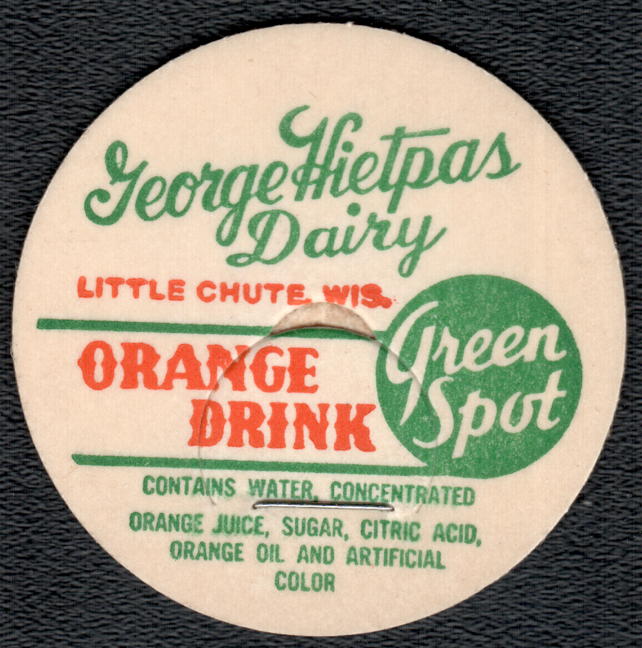 George Hietpas
Dairy
LITTLE CHUTE, WIS.
ORANGE
DRINK
Green
Spot
CONTAINS WATER, CONCENTRATED
ORANGE JUICE, SUGAR, CITRIC ACID,
ORANGE OIL AND ARTIFICIAL
COLOR